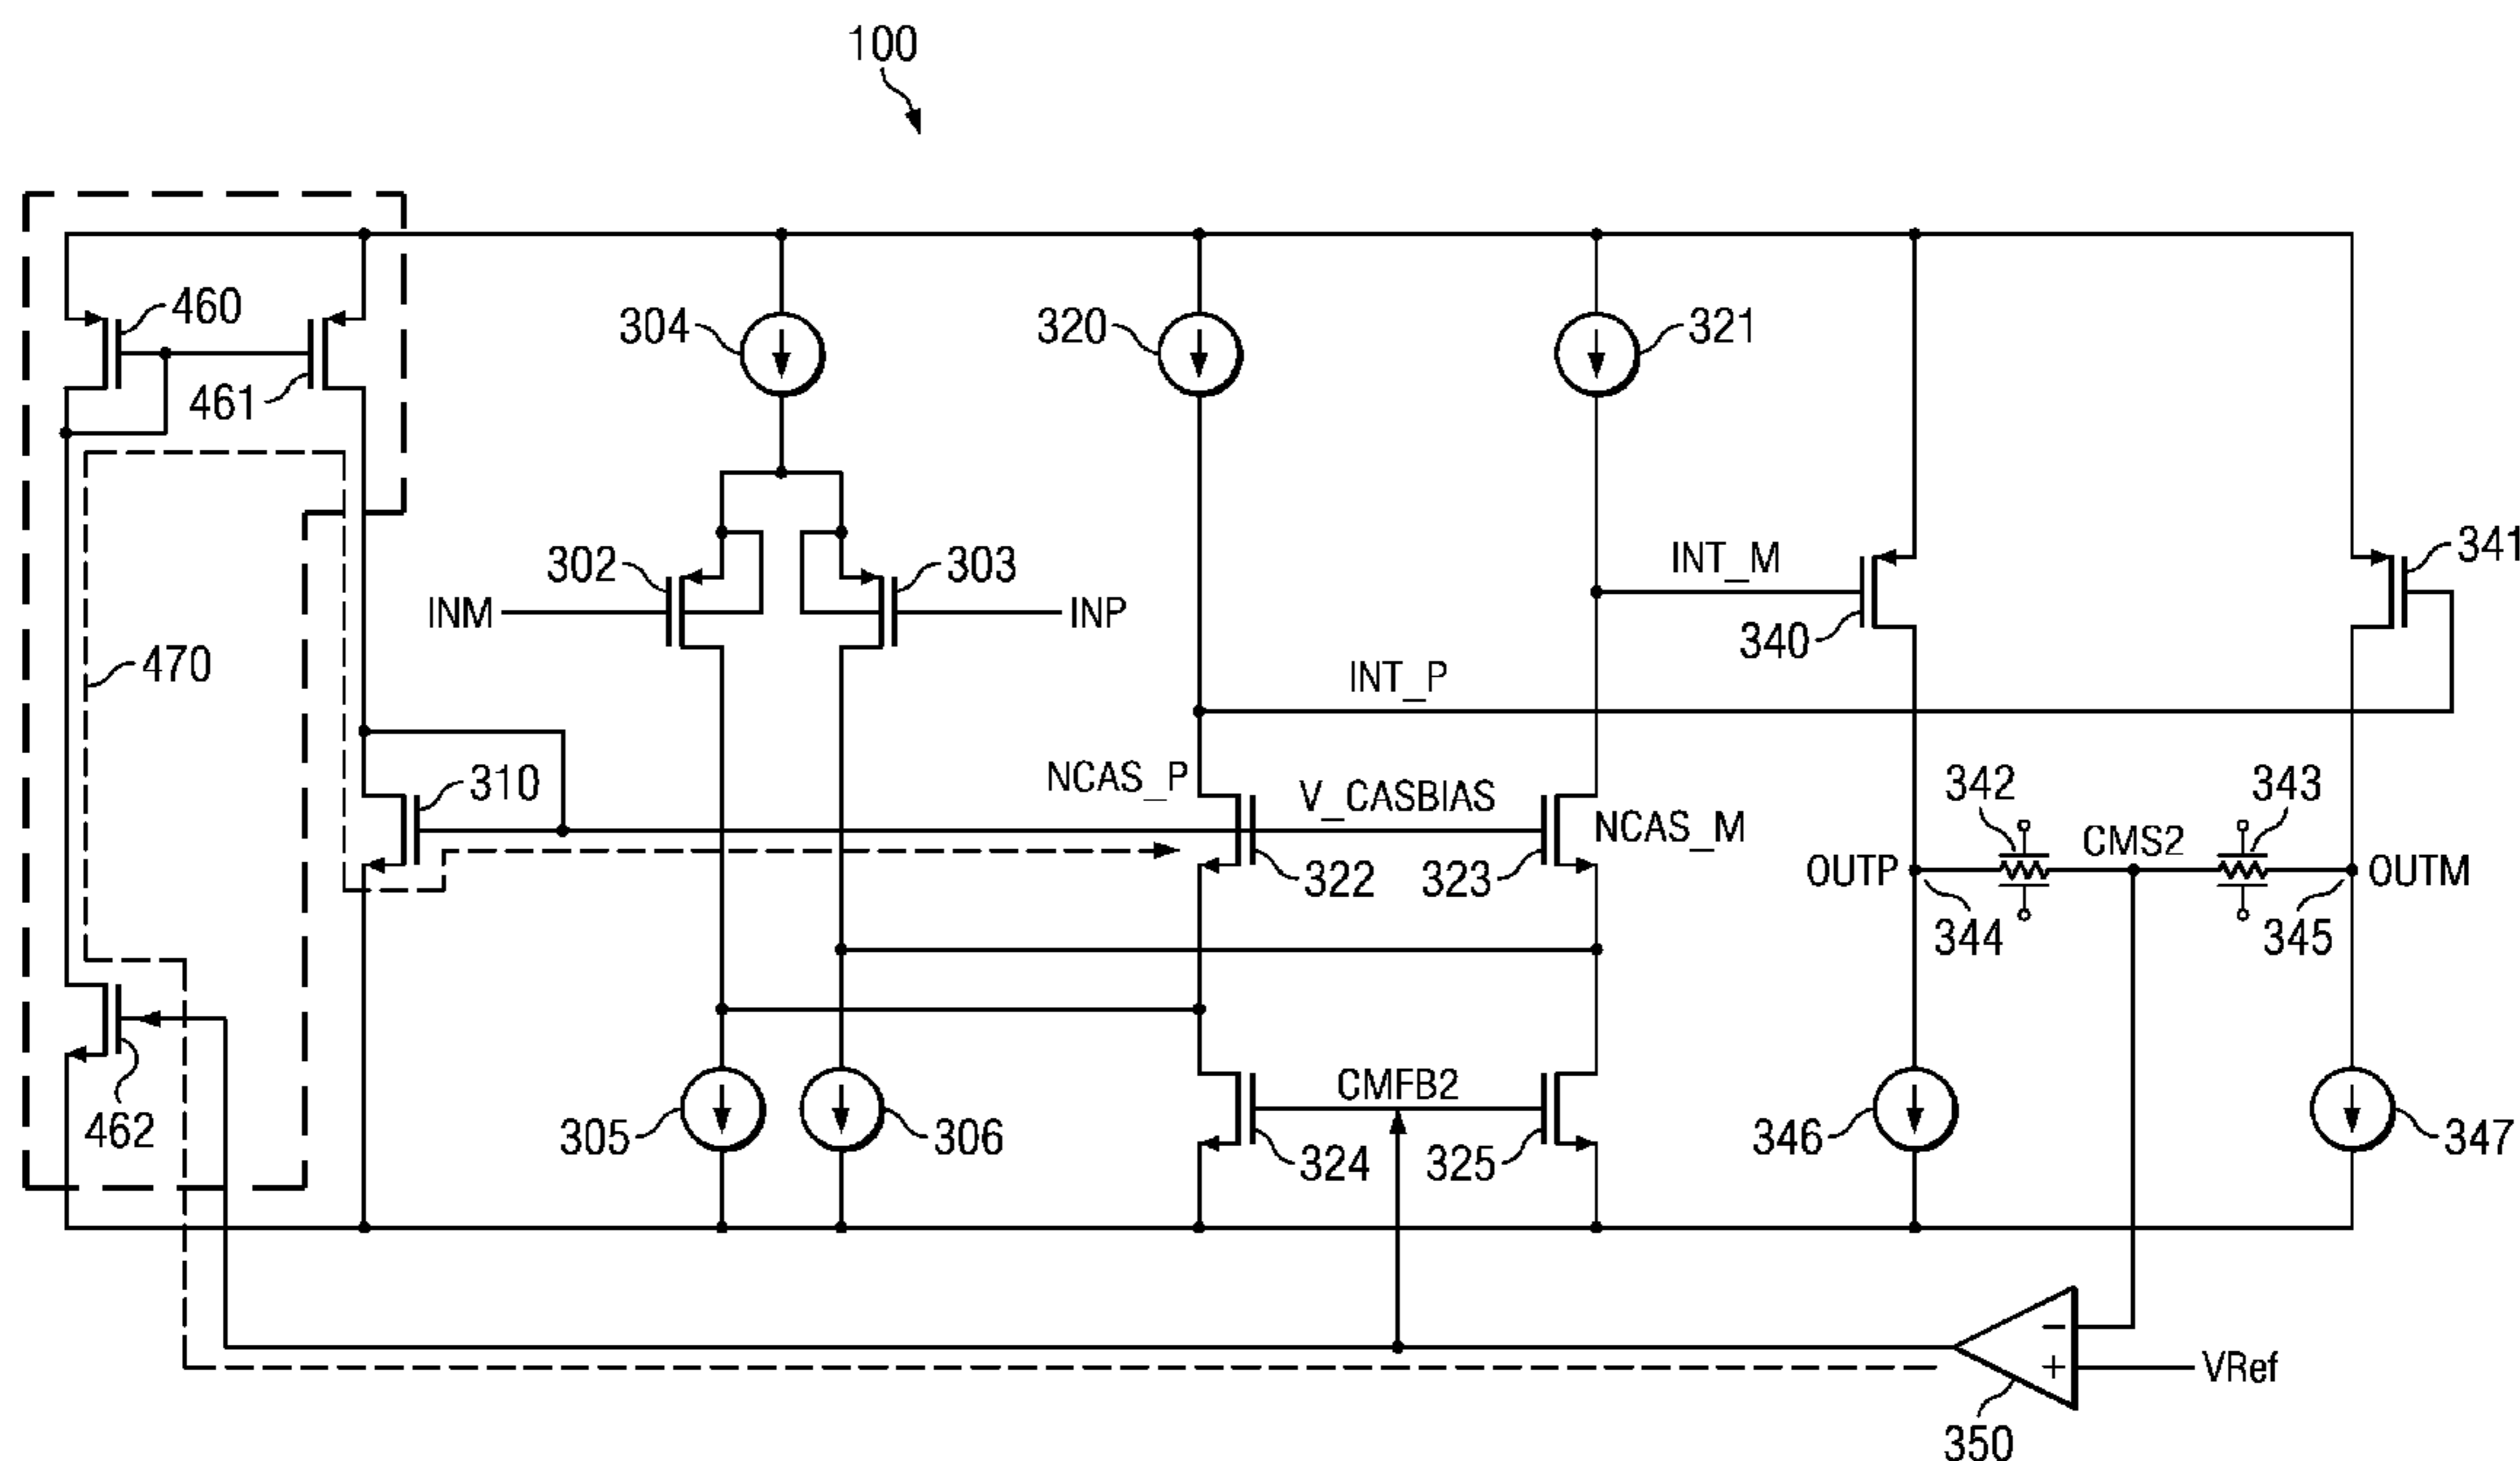 100
460
461
304
320
321
302
303
INM
INP
INT_M
340
341
470
INT_P
310
NCAS_P
V_CASBIAS
NCAS_M
342
CMS2
343
322
323
OUTP
OUTM
344
345
462
305
306
CMFB2
324
325
346
347
−
+
VRef
350